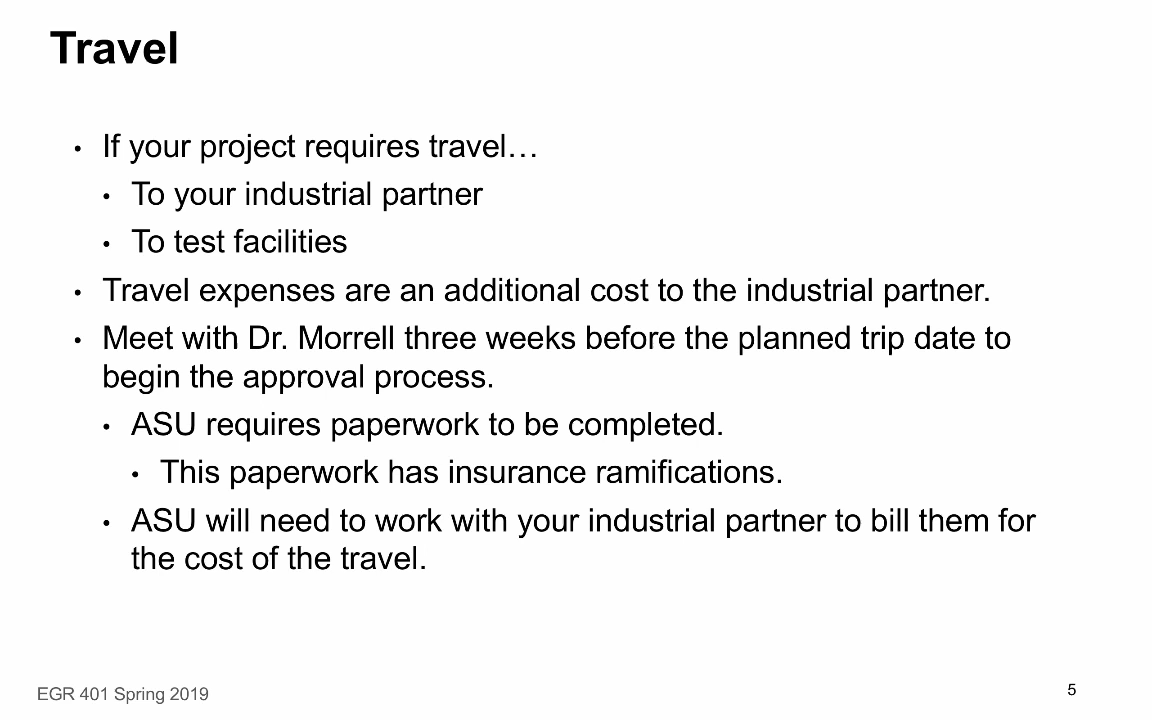 Travel
• If your project requires travel…
• To your industrial partner
• To test facilities
• Travel expenses are an additional cost to the industrial partner.
• Meet with Dr. Morrell three weeks before the planned trip date to
begin the approval process.
• ASU requires paperwork to be completed.
• This paperwork has insurance ramifications.
• ASU will need to work with your industrial partner to bill them for
the cost of the travel.
EGR 401 Spring 2019
5